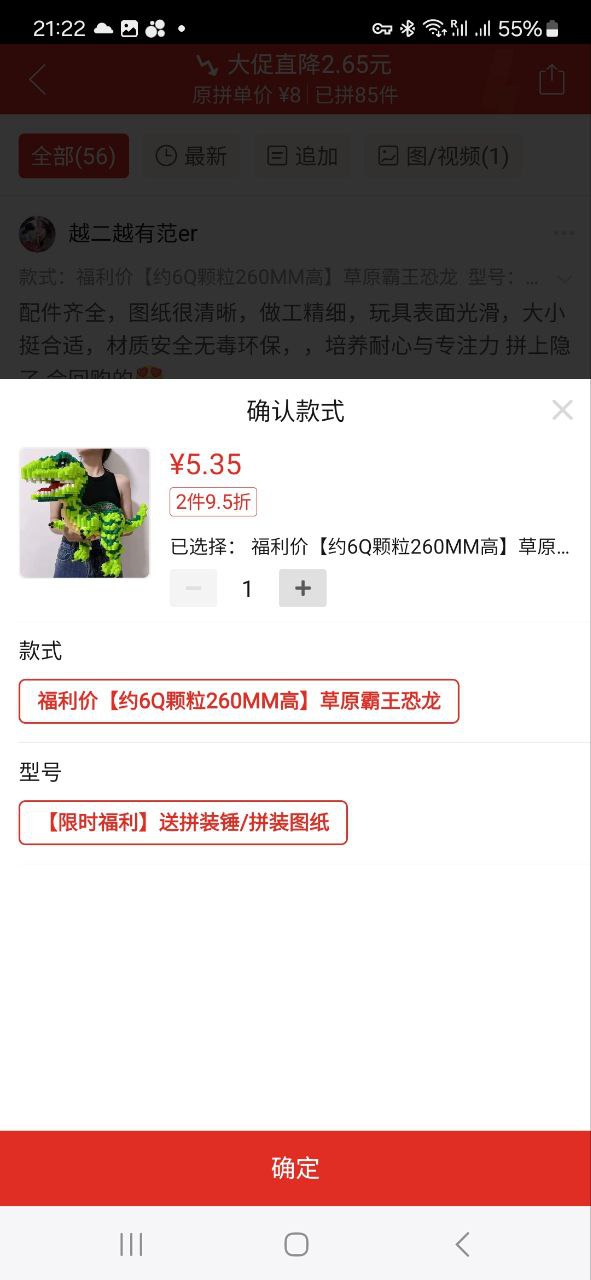 21:22
R
55%
大促直降2.65元
原拼单价 ¥8 | 已拼85件
全部(56)
最新
追加
图/视频(1)
越二越有范er
款式：福利价【约6Q颗粒260MM高】草原霸王恐龙 型号：...
配件齐全，图纸很清晰，做工精细，玩具表面光滑，大小
挺合适，材质安全无毒环保，，培养耐心与专注力 拼上隐
了 会回购的
确认款式
¥5.35
2件9.5折
已选择： 福利价【约6Q颗粒260MM高】草原...
1
款式
福利价【约6Q颗粒260MM高】草原霸王恐龙
型号
【限时福利】送拼装锤/拼装图纸
确定